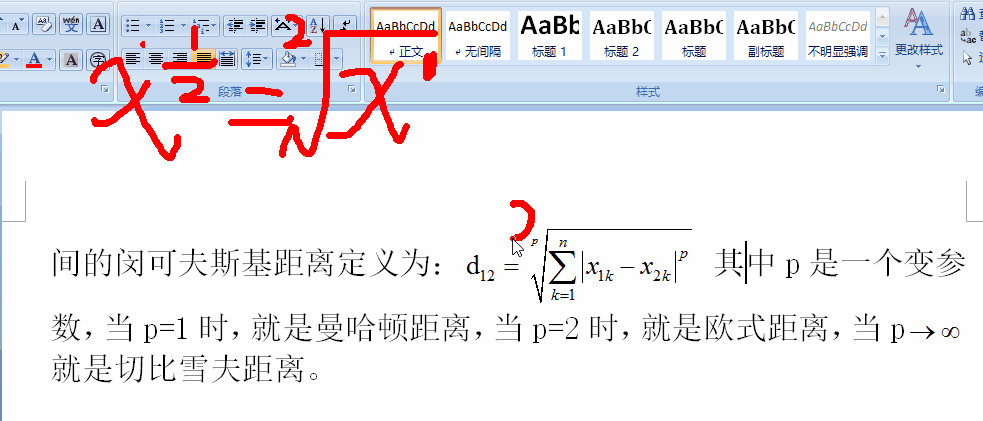 AaBbCcDd AaBbCcDd AaBb AaBbC AaBbC AaBbC AaBbCcDd
↵ 正文 ↵ 无间隔 标题 1 标题 2 标题 副标题 不明显强调 更改样式
段落 样式
x^{1/2} = \sqrt[2]{x^1}
间的闵可夫斯基距离定义为：d_{12} = \sqrt[p]{\sum_{k=1}^{n} |x_{1k} - x_{2k}|^p} 其中 p 是一个变参
数，当 p=1 时，就是曼哈顿距离，当 p=2 时，就是欧式距离，当 p→∞
就是切比雪夫距离。